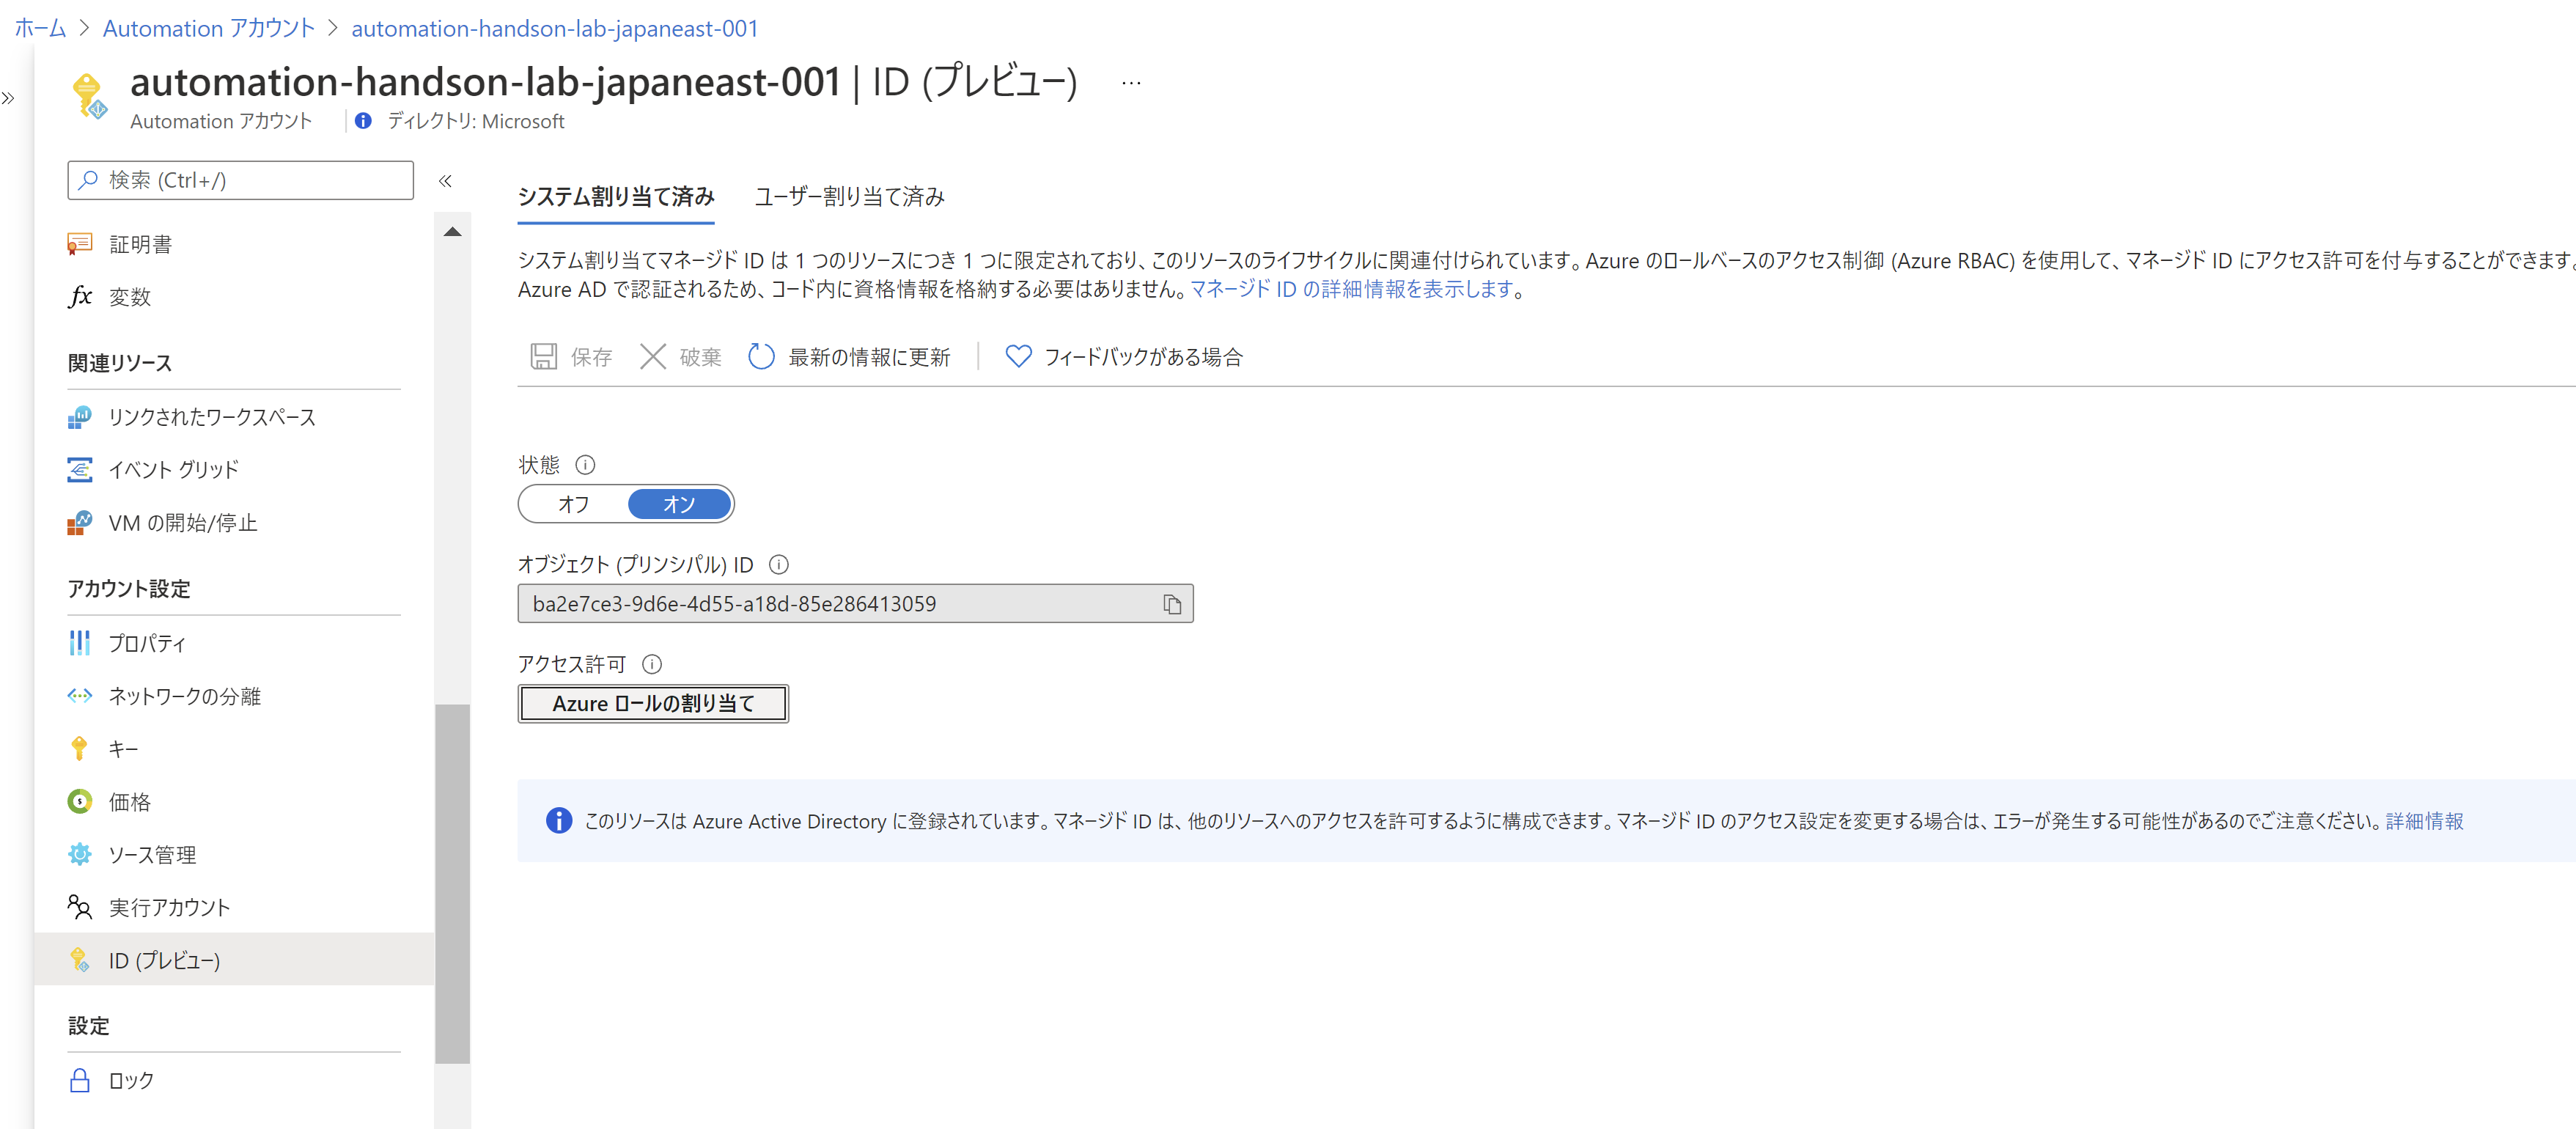 ホーム > Automation アカウント > automation-handson-lab-japaneast-001
automation-handson-lab-japaneast-001 | ID (プレビュー) …
Automation アカウント | ディレクトリ: Microsoft
検索 (Ctrl+/)
証明書
変数
関連リソース
リンクされたワークスペース
イベント グリッド
VM の開始/停止
アカウント設定
プロパティ
ネットワークの分離
キー
価格
ソース管理
実行アカウント
ID (プレビュー)
設定
ロック
システム割り当て済み ユーザー割り当て済み
システム割り当てマネージド ID は 1 つのリソースにつき 1 つに限定されており、このリソースのライフサイクルに関連付けられています。Azure のロールベースのアクセス制御 (Azure RBAC) を使用して、マネージド ID にアクセス許可を付与することができます。
Azure AD で認証されるため、コード内に資格情報を格納する必要はありません。マネージド ID の詳細情報を表示します。
保存 破棄 最新の情報に更新 | フィードバックがある場合
状態
オフ オン
オブジェクト (プリンシパル) ID
ba2e7ce3-9d6e-4d55-a18d-85e286413059
アクセス許可
Azure ロールの割り当て
このリソースは Azure Active Directory に登録されています。マネージド ID は、他のリソースへのアクセスを許可するように構成できます。マネージド ID のアクセス設定を変更する場合は、エラーが発生する可能性があるのでご注意ください。詳細情報